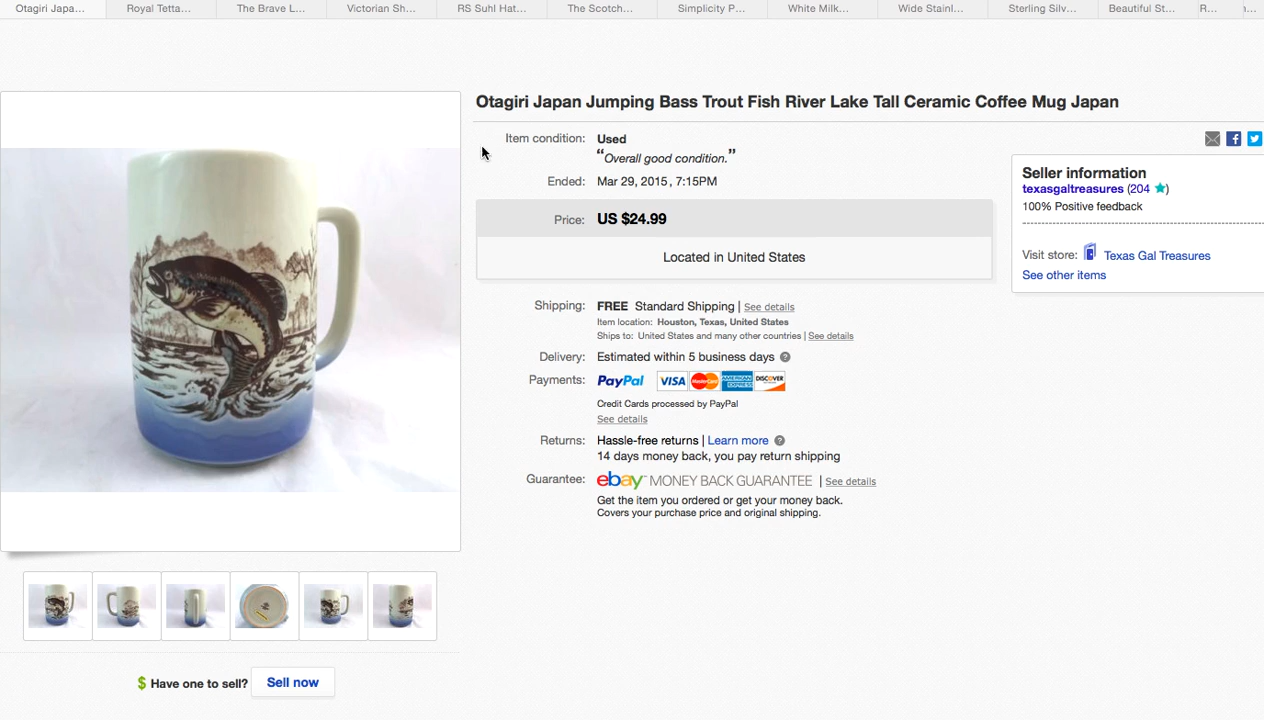 Otagiri Japa...
Royal Tetta...
The Brave L...
Victorian Sh...
RS Suhl Hat...
The Scotch...
Simplicity P...
White Milk...
Wide Stainl...
Sterling Silv...
Beautiful St...
R...
Otagiri Japan Jumping Bass Trout Fish River Lake Tall Ceramic Coffee Mug Japan
Item condition: Used
“Overall good condition.”
Ended: Mar 29, 2015 , 7:15PM
Price: US $24.99
Located in United States
Shipping: FREE Standard Shipping | See details
Item location: Houston, Texas, United States
Ships to: United States and many other countries | See details
Delivery: Estimated within 5 business days ?
Payments: PayPal VISA MasterCard AMERICAN EXPRESS DISCOVER
Credit Cards processed by PayPal
See details
Returns: Hassle-free returns | Learn more ?
14 days money back, you pay return shipping
Guarantee: ebay™ MONEY BACK GUARANTEE | See details
Get the item you ordered or get your money back.
Covers your purchase price and original shipping.
Seller information
texasgaltreasures (204 ★)
100% Positive feedback
Visit store: Texas Gal Treasures
See other items
$ Have one to sell? Sell now